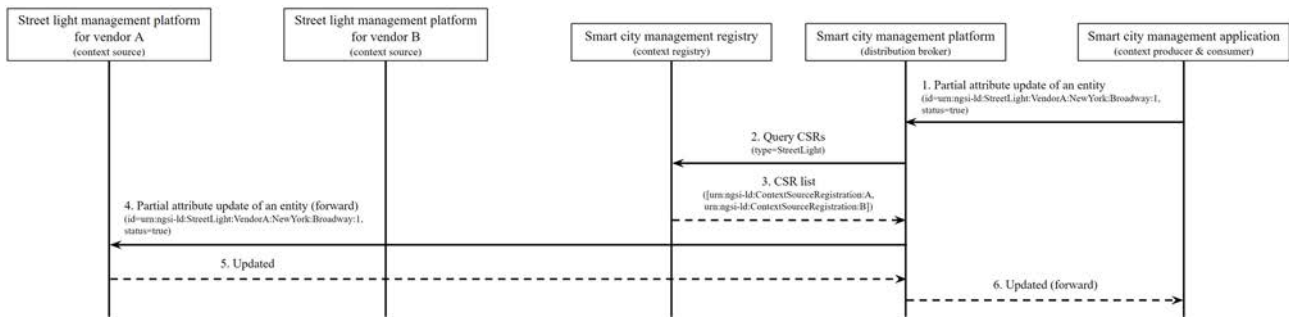 Street light management platform
for vendor A
(context source)
Street light management platform
for vendor B
(context source)
Smart city management registry
(context registry)
Smart city management platform
(distribution broker)
Smart city management application
(context producer & consumer)
1. Partial attribute update of an entity
(id=urn:ngsi-ld:StreetLight:VendorA:NewYork:Broadway:1,
status=true)
2. Query CSRs
(type=StreetLight)
3. CSR list
([urn:ngsi-ld:ContextSourceRegistration:A,
urn:ngsi-ld:ContextSourceRegistration:B])
4. Partial attribute update of an entity (forward)
(id=urn:ngsi-ld:StreetLight:VendorA:NewYork:Broadway:1,
status=true)
5. Updated
6. Updated (forward)